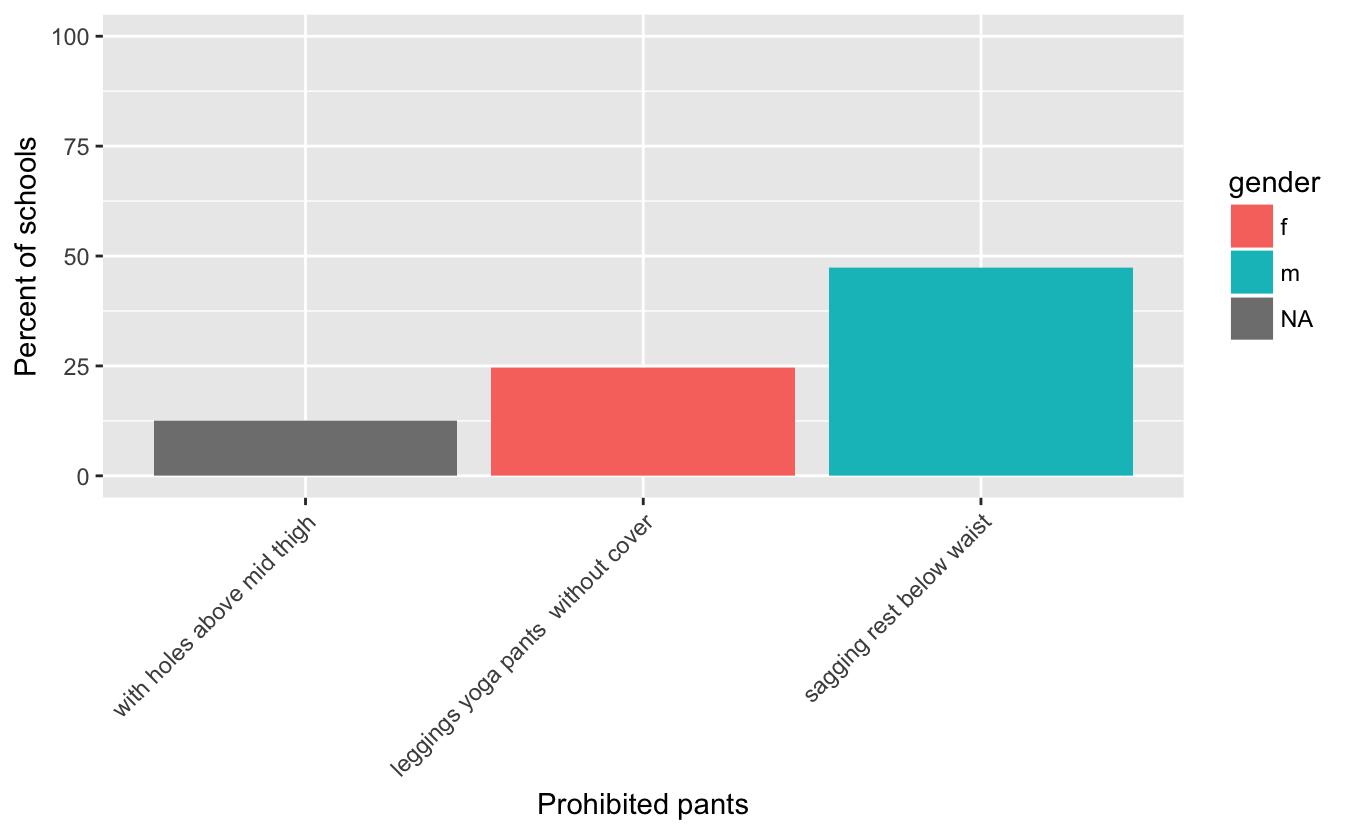 100
75
50
25
0
Percent of schools
with holes above mid thigh
leggings yoga pants  without cover
sagging rest below waist
Prohibited pants
gender
f
m
NA